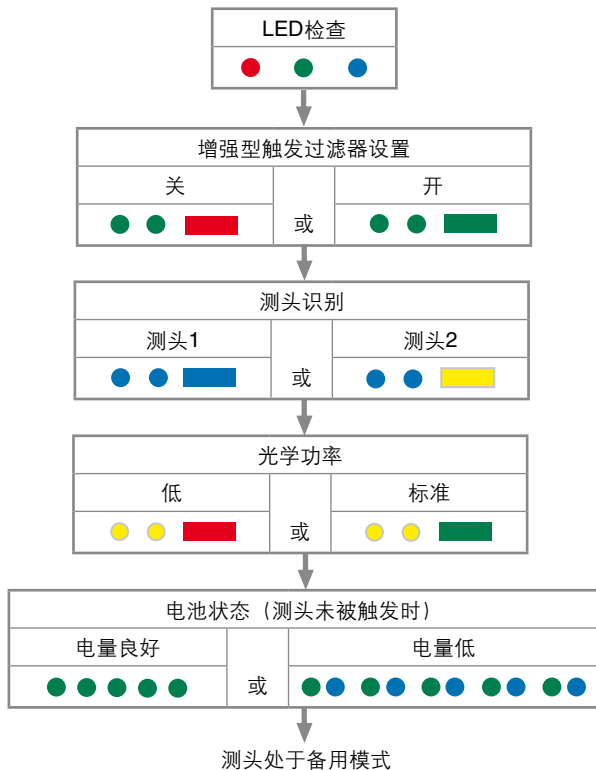 LED检查
增强型触发过滤器设置
关
或
开
测头识别
测头1
或
测头2
光学功率
低
或
标准
电池状态（测头未被触发时）
电量良好
或
电量低
测头处于备用模式